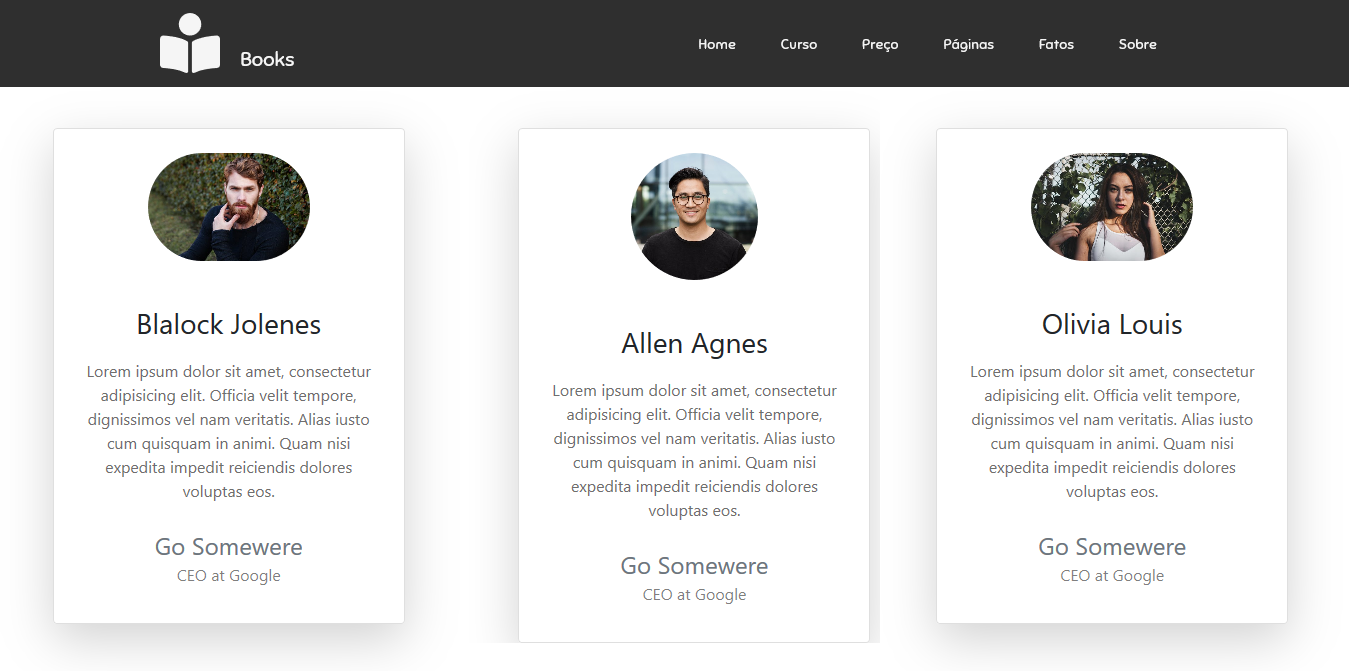 Books
Home
Curso
Preço
Páginas
Fatos
Sobre
Blalock Jolenes
Lorem ipsum dolor sit amet, consectetur
adipisicing elit. Officia velit tempore,
dignissimos vel nam veritatis. Alias iusto
cum quisquam in animi. Quam nisi
expedita impedit reiciendis dolores
voluptas eos.
Go Somewere
CEO at Google
Allen Agnes
Lorem ipsum dolor sit amet, consectetur
adipisicing elit. Officia velit tempore,
dignissimos vel nam veritatis. Alias iusto
cum quisquam in animi. Quam nisi
expedita impedit reiciendis dolores
voluptas eos.
Go Somewere
CEO at Google
Olivia Louis
Lorem ipsum dolor sit amet, consectetur
adipisicing elit. Officia velit tempore,
dignissimos vel nam veritatis. Alias iusto
cum quisquam in animi. Quam nisi
expedita impedit reiciendis dolores
voluptas eos.
Go Somewere
CEO at Google